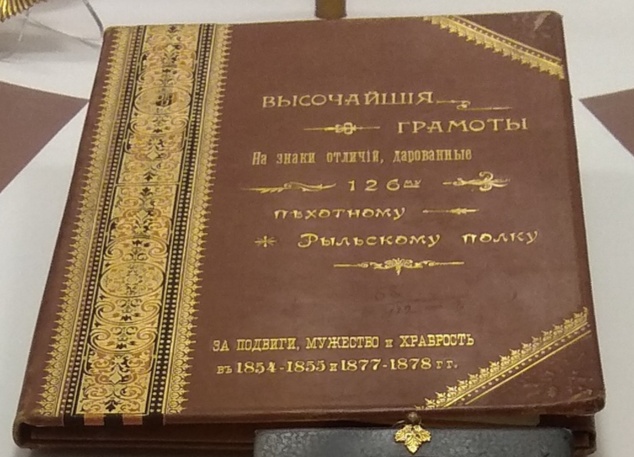 ВЫСОЧАЙШІЯ
ГРАМОТЫ
На знаки отличій, дарованные
126му
пѣхотному
Рыльскому полку
ЗА ПОДВИГИ, МУЖЕСТВО и ХРАБРОСТЬ
въ 1854-1855 и 1877-1878 г.г.